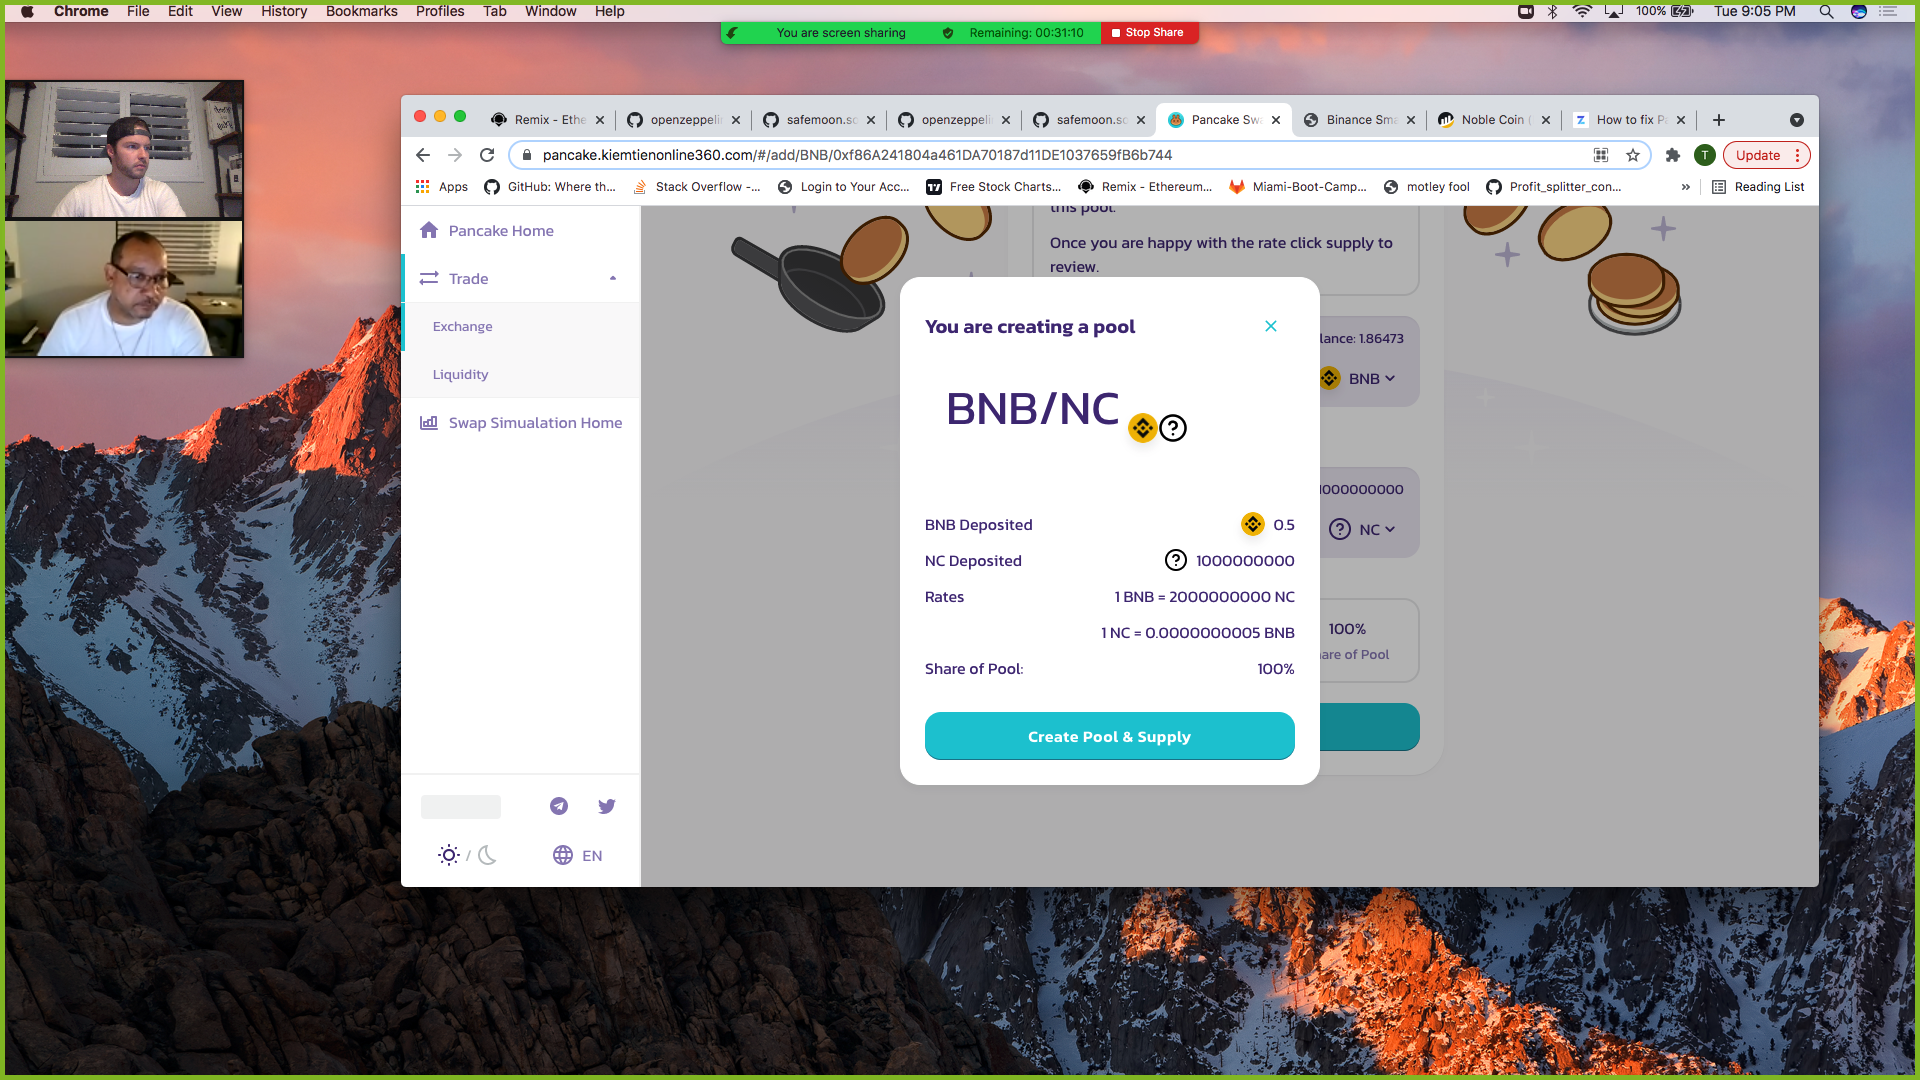 Chrome File Edit View History Bookmarks Profiles Tab Window Help
100% Tue 9:05 PM
You are screen sharing Remaining: 00:31:10 Stop Share
Remix - Ethe openzeppeli safemoon.so openzeppeli safemoon.so Pancake Swa Binance Sma Noble Coin ( How to fix P
pancake.kiemtienonline360.com/#/add/BNB/0xf86A241804a461DA70187d11DE1037659fB6b744
T Update
Apps GitHub: Where th... Stack Overflow -... Login to Your Acc... Free Stock Charts... Remix - Ethereum... Miami-Boot-Camp... motley fool Profit_splitter_con... » Reading List
Pancake Home
Trade
Exchange
Liquidity
Swap Simualation Home
/
EN
this pool.
Once you are happy with the rate click supply to
review.
lance: 1.86473
BNB
1000000000
NC
100%
are of Pool
You are creating a pool
BNB/NC
BNB Deposited 0.5
NC Deposited 1000000000
Rates 1 BNB = 2000000000 NC
1 NC = 0.0000000005 BNB
Share of Pool: 100%
Create Pool & Supply